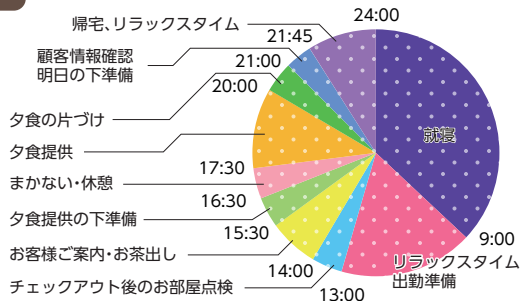 帰宅、リラックスタイム
24:00
21:45
顧客情報確認
明日の下準備
21:00
20:00
夕食の片づけ
就寝
夕食提供
17:30
まかない・休憩
16:30
夕食提供の下準備
15:30
9:00
お客様ご案内・お茶出し
リラックスタイム
出勤準備
14:00
チェックアウト後のお部屋点検
13:00